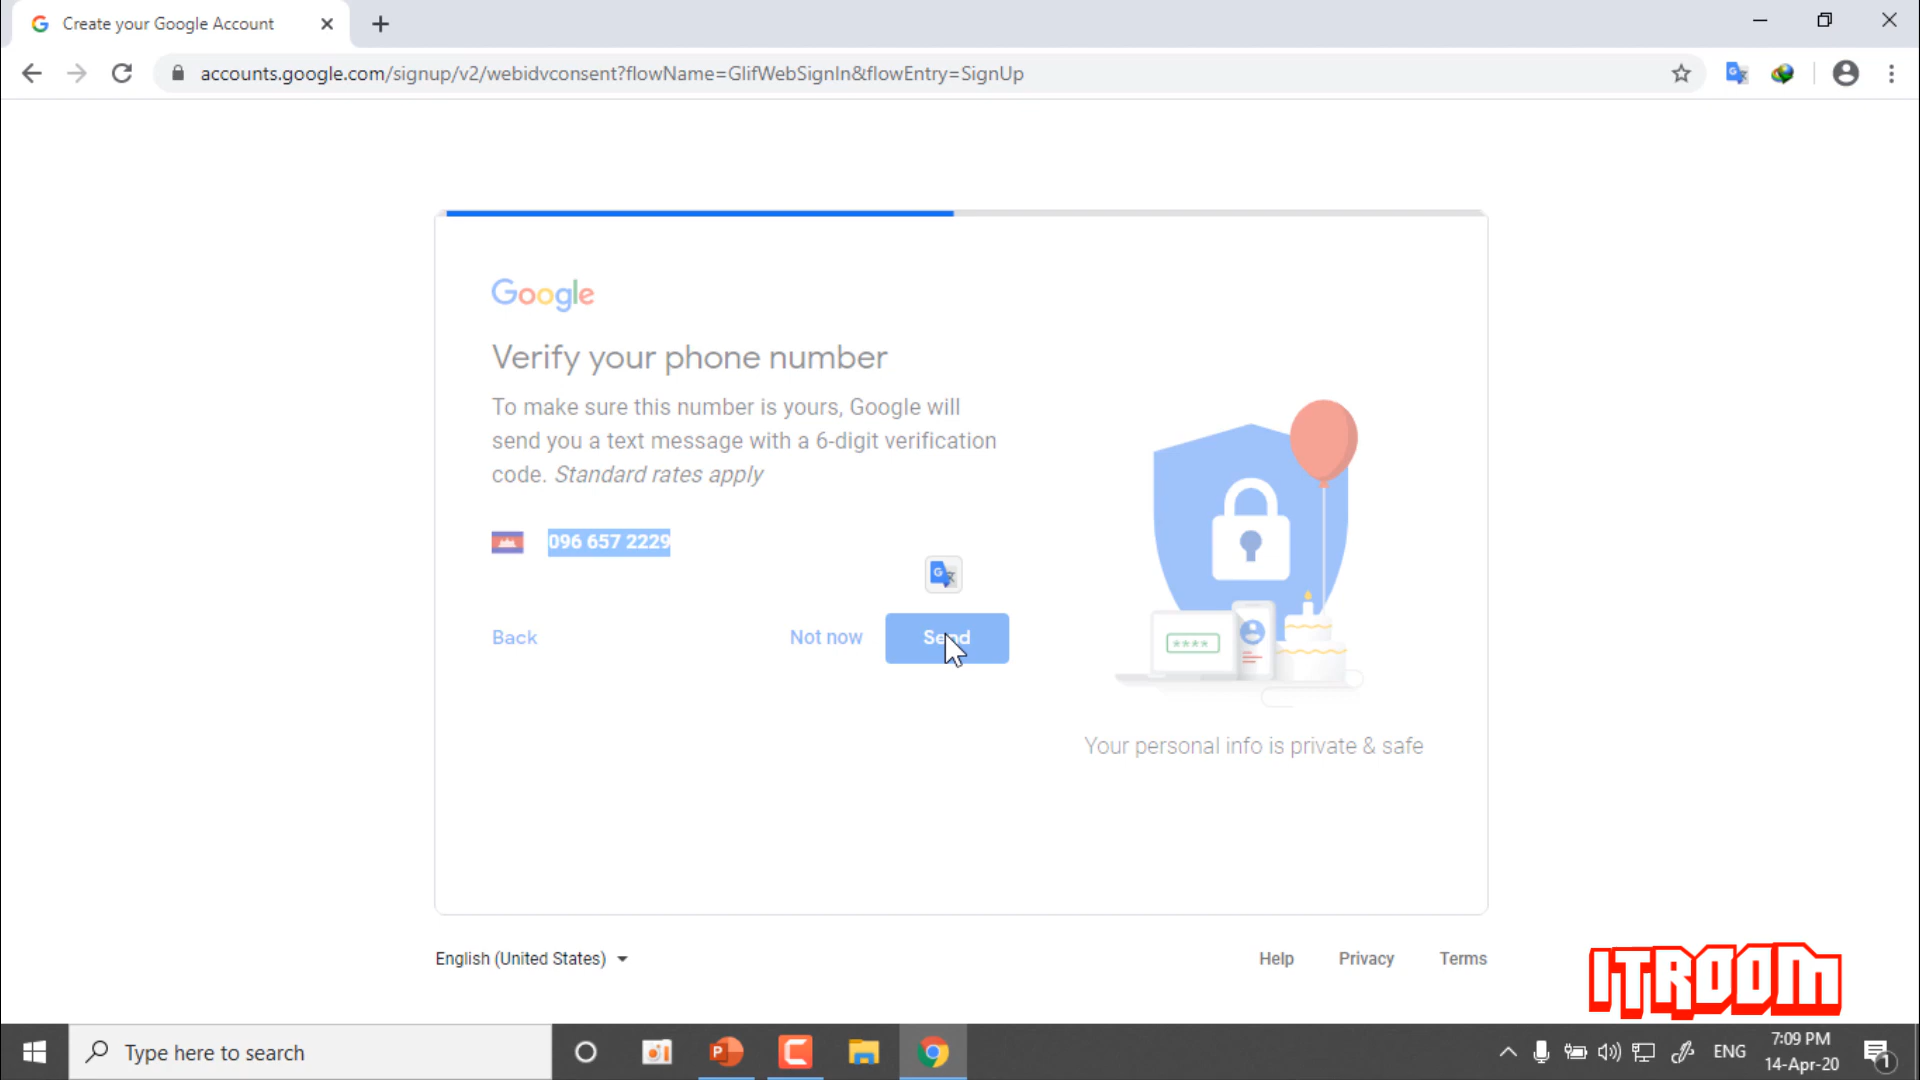 Create your Google Account
accounts.google.com/signup/v2/webidvconsent?flowName=GlifWebSignIn&flowEntry=SignUp
Google
Verify your phone number
To make sure this number is yours, Google will
send you a text message with a 6-digit verification
code. Standard rates apply
096 657 2229
Back
Not now
Send
****
Your personal info is private & safe
English (United States)
Help
Privacy
Terms
ITROOM
Type here to search
ENG
7:09 PM
14-Apr-20
1